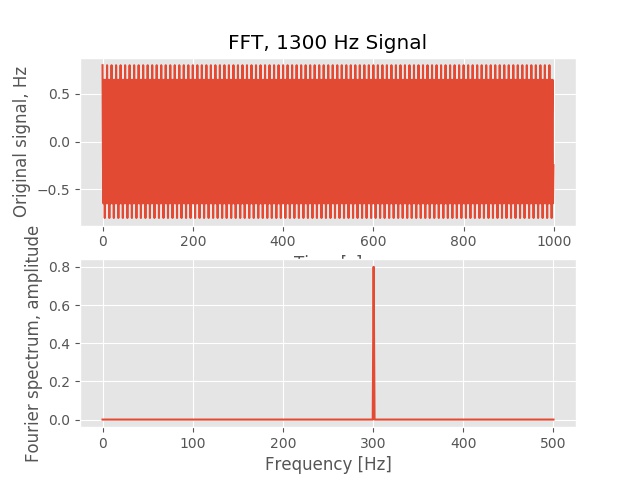 FFT, 1300 Hz Signal
Original signal, Hz
0.5
0.0
−0.5
0 200 400 600 800 1000
Fourier spectrum, amplitude
0.8
0.6
0.4
0.2
0.0
0 100 200 300 400 500
Frequency [Hz]